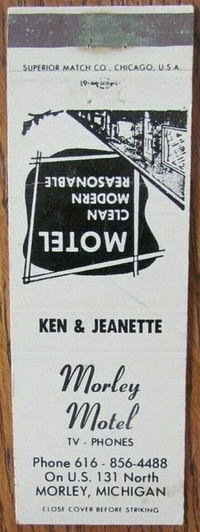 SUPERIOR MATCH CO., CHICAGO, U.S.A.
MOTEL
CLEAN
MODERN
REASONABLE
KEN & JEANETTE
Morley
Motel
TV - PHONES
Phone 616 - 856-4488
On U.S. 131 North
MORLEY, MICHIGAN
CLOSE COVER BEFORE STRIKING